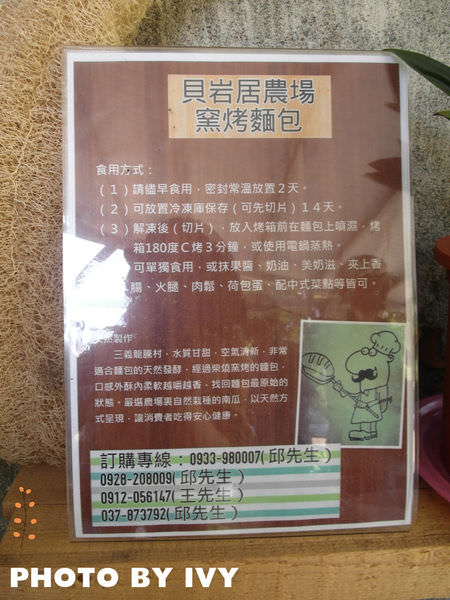 貝岩居農場
窯烤麵包
食用方式：
（1）請儘早食用，密封常溫放置2天。
（2）可放置冷凍庫保存（可先切片）14天。
（3）解凍後（切片），放入烤箱前在麵包上噴濕，烤
箱180度C烤3分鐘，或使用電鍋蒸熱。
可單獨食用，或抹果醬、奶油、美奶滋、夾上香
腸、火腿、肉鬆、荷包蛋、配中式菜點等皆可。
天然製作
三義龍騰村，水質甘甜，空氣清新，非常
適合麵包的天然發酵，經過柴燒窯烤的麵包，
口感外酥內柔軟越嚼越香，找回麵包最原始的
狀態。嚴選農場裏自然栽種的南瓜，以天然方
式呈現，讓消費者吃得安心健康。
訂購專線：0933-980007(邱先生)
0928-208009(邱先生)
0912-056147(王先生)
037-873792(邱先生)
PHOTO BY IVY